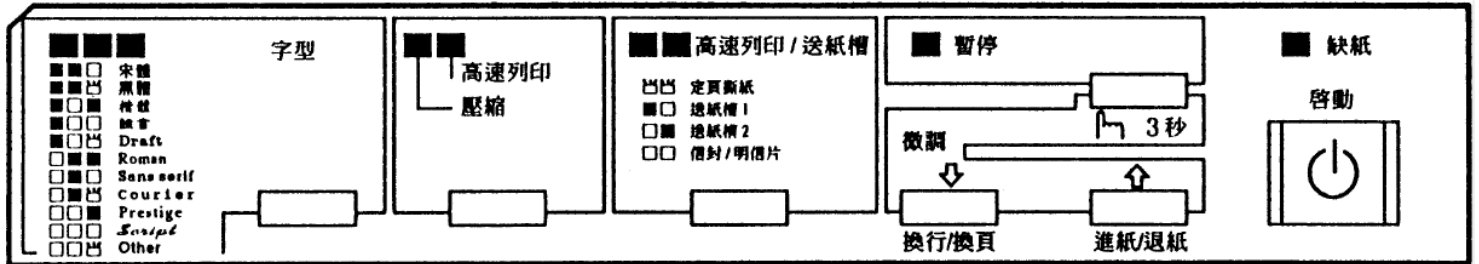 字型
宋體
黑體
楷體
隸書
Draft
Roman
Sans serif
Courier
Prestige
Script
Other
高速列印
壓縮
高速列印/送紙槽
定頁撕紙
送紙槽1
送紙槽2
信封/明信片
暫停
3秒
微調
換行/換頁
進紙/退紙
缺紙
啓動